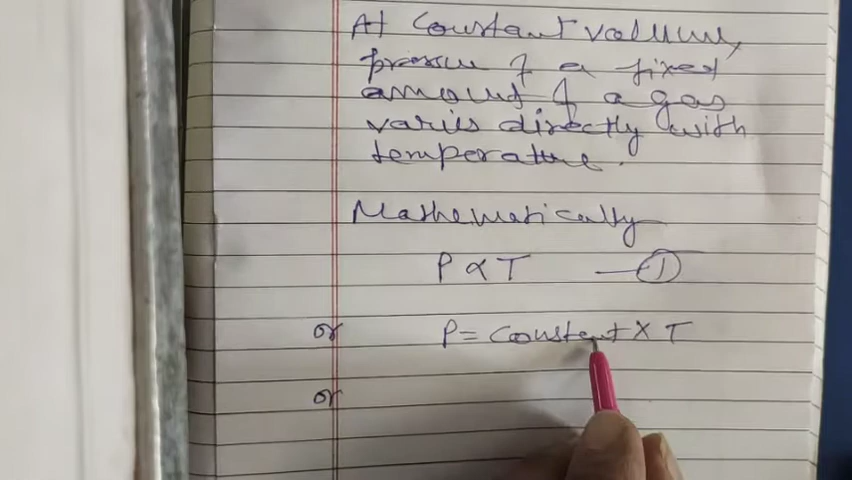 At constant volume,
pressure of a fixed
amount of a gas
varies directly with
temperature.
Mathematically
P ∝ T — ①
or P = constant × T
or